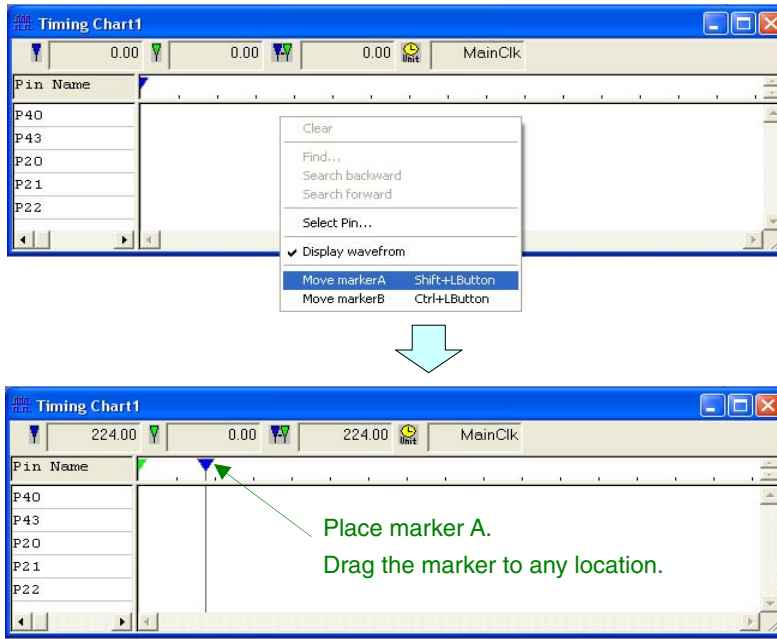 Timing Chart1
0.00 0.00 0.00 Unit MainClk
Pin Name
P40
P43
P20
P21
P22
Clear
Find...
Search backward
Search forward
Select Pin...
Display wavefrom
Move markerA Shift+LButton
Move markerB Ctrl+LButton
Timing Chart1
224.00 0.00 224.00 Unit MainClk
Pin Name
P40
P43
P20
P21
P22
Place marker A.
Drag the marker to any location.